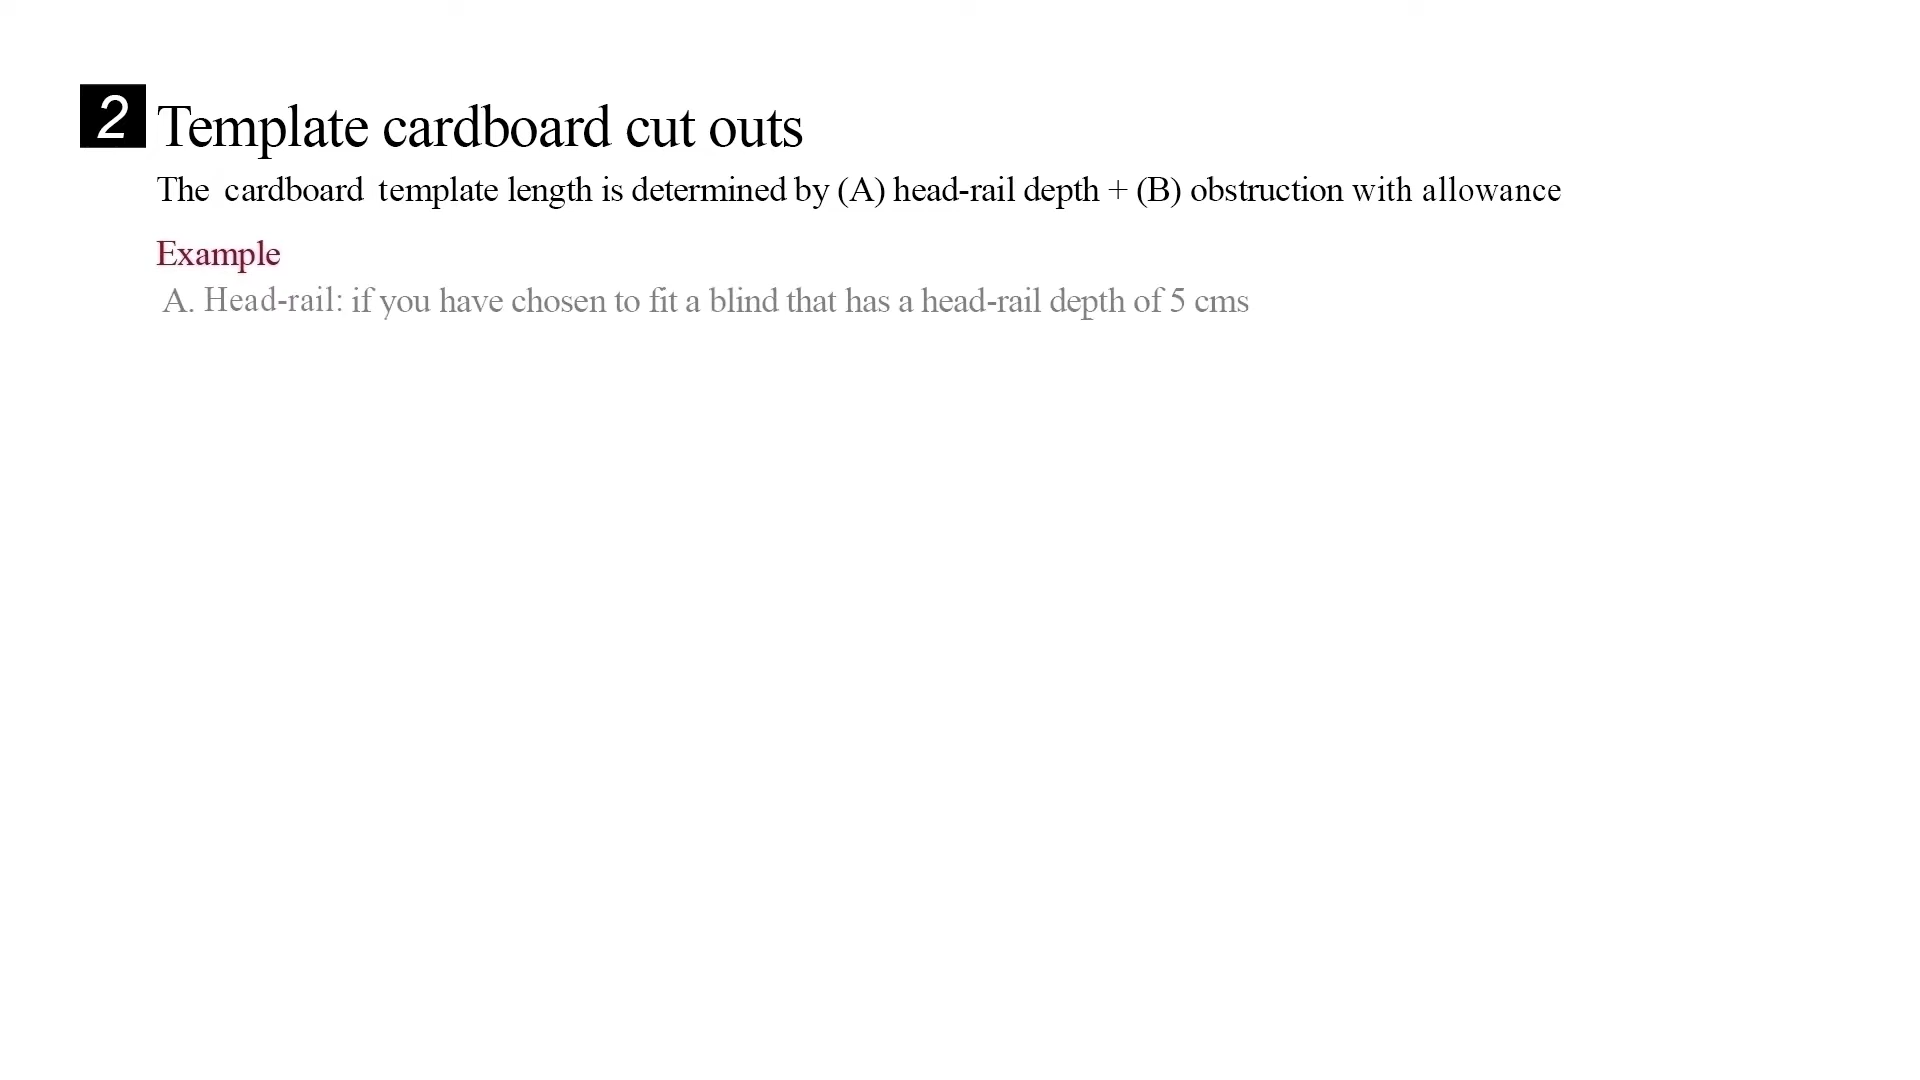 2 Template cardboard cut outs
The cardboard template length is determined by (A) head-rail depth + (B) obstruction with allowance
Example
A. Head-rail: if you have chosen to fit a blind that has a head-rail depth of 5 cms